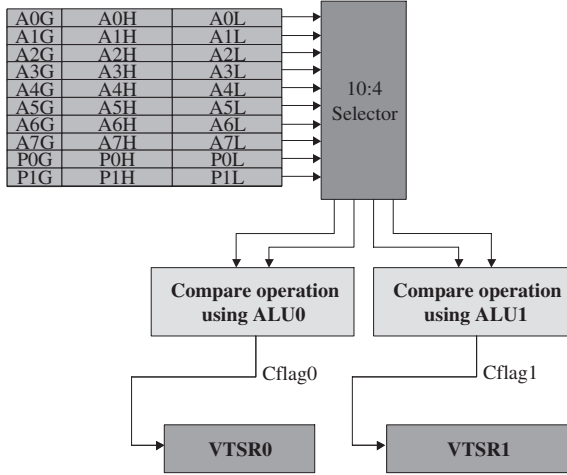 A0G A0H A0L
A1G A1H A1L
A2G A2H A2L
A3G A3H A3L
A4G A4H A4L
A5G A5H A5L
A6G A6H A6L
A7G A7H A7L
P0G P0H P0L
P1G P1H P1L
10:4
Selector
Compare operation
using ALU0
Compare operation
using ALU1
Cflag0
Cflag1
VTSR0
VTSR1